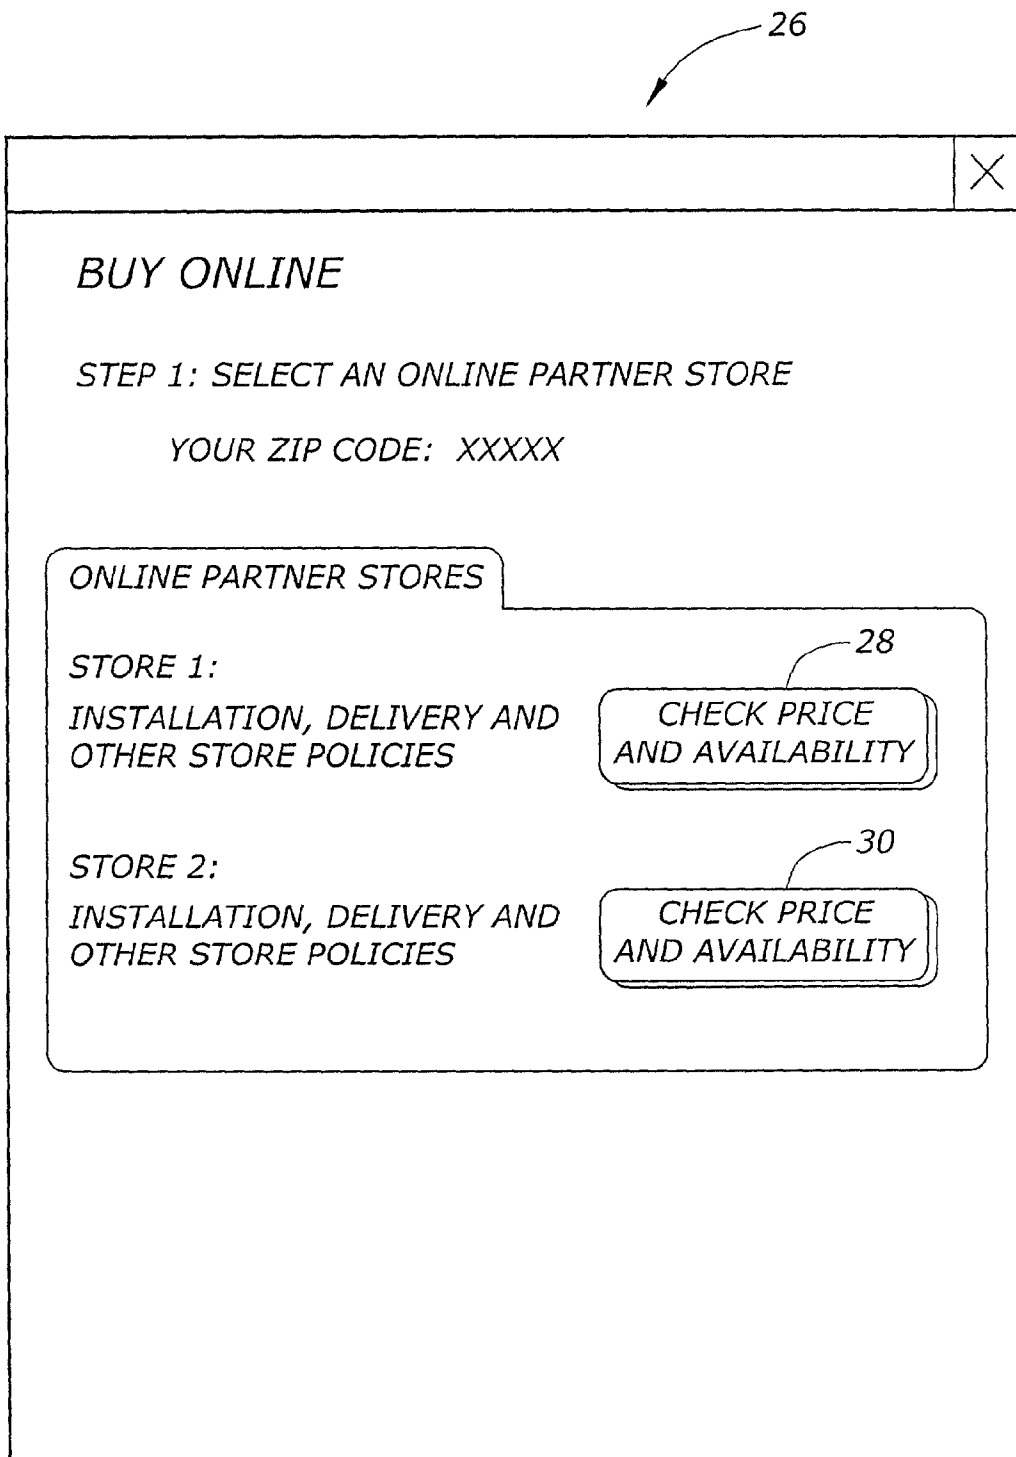 26
X
BUY ONLINE
STEP 1: SELECT AN ONLINE PARTNER STORE
YOUR ZIP CODE: XXXXX
ONLINE PARTNER STORES
28
STORE 1:
INSTALLATION, DELIVERY AND
OTHER STORE POLICIES
CHECK PRICE
AND AVAILABILITY
30
STORE 2:
INSTALLATION, DELIVERY AND
OTHER STORE POLICIES
CHECK PRICE
AND AVAILABILITY